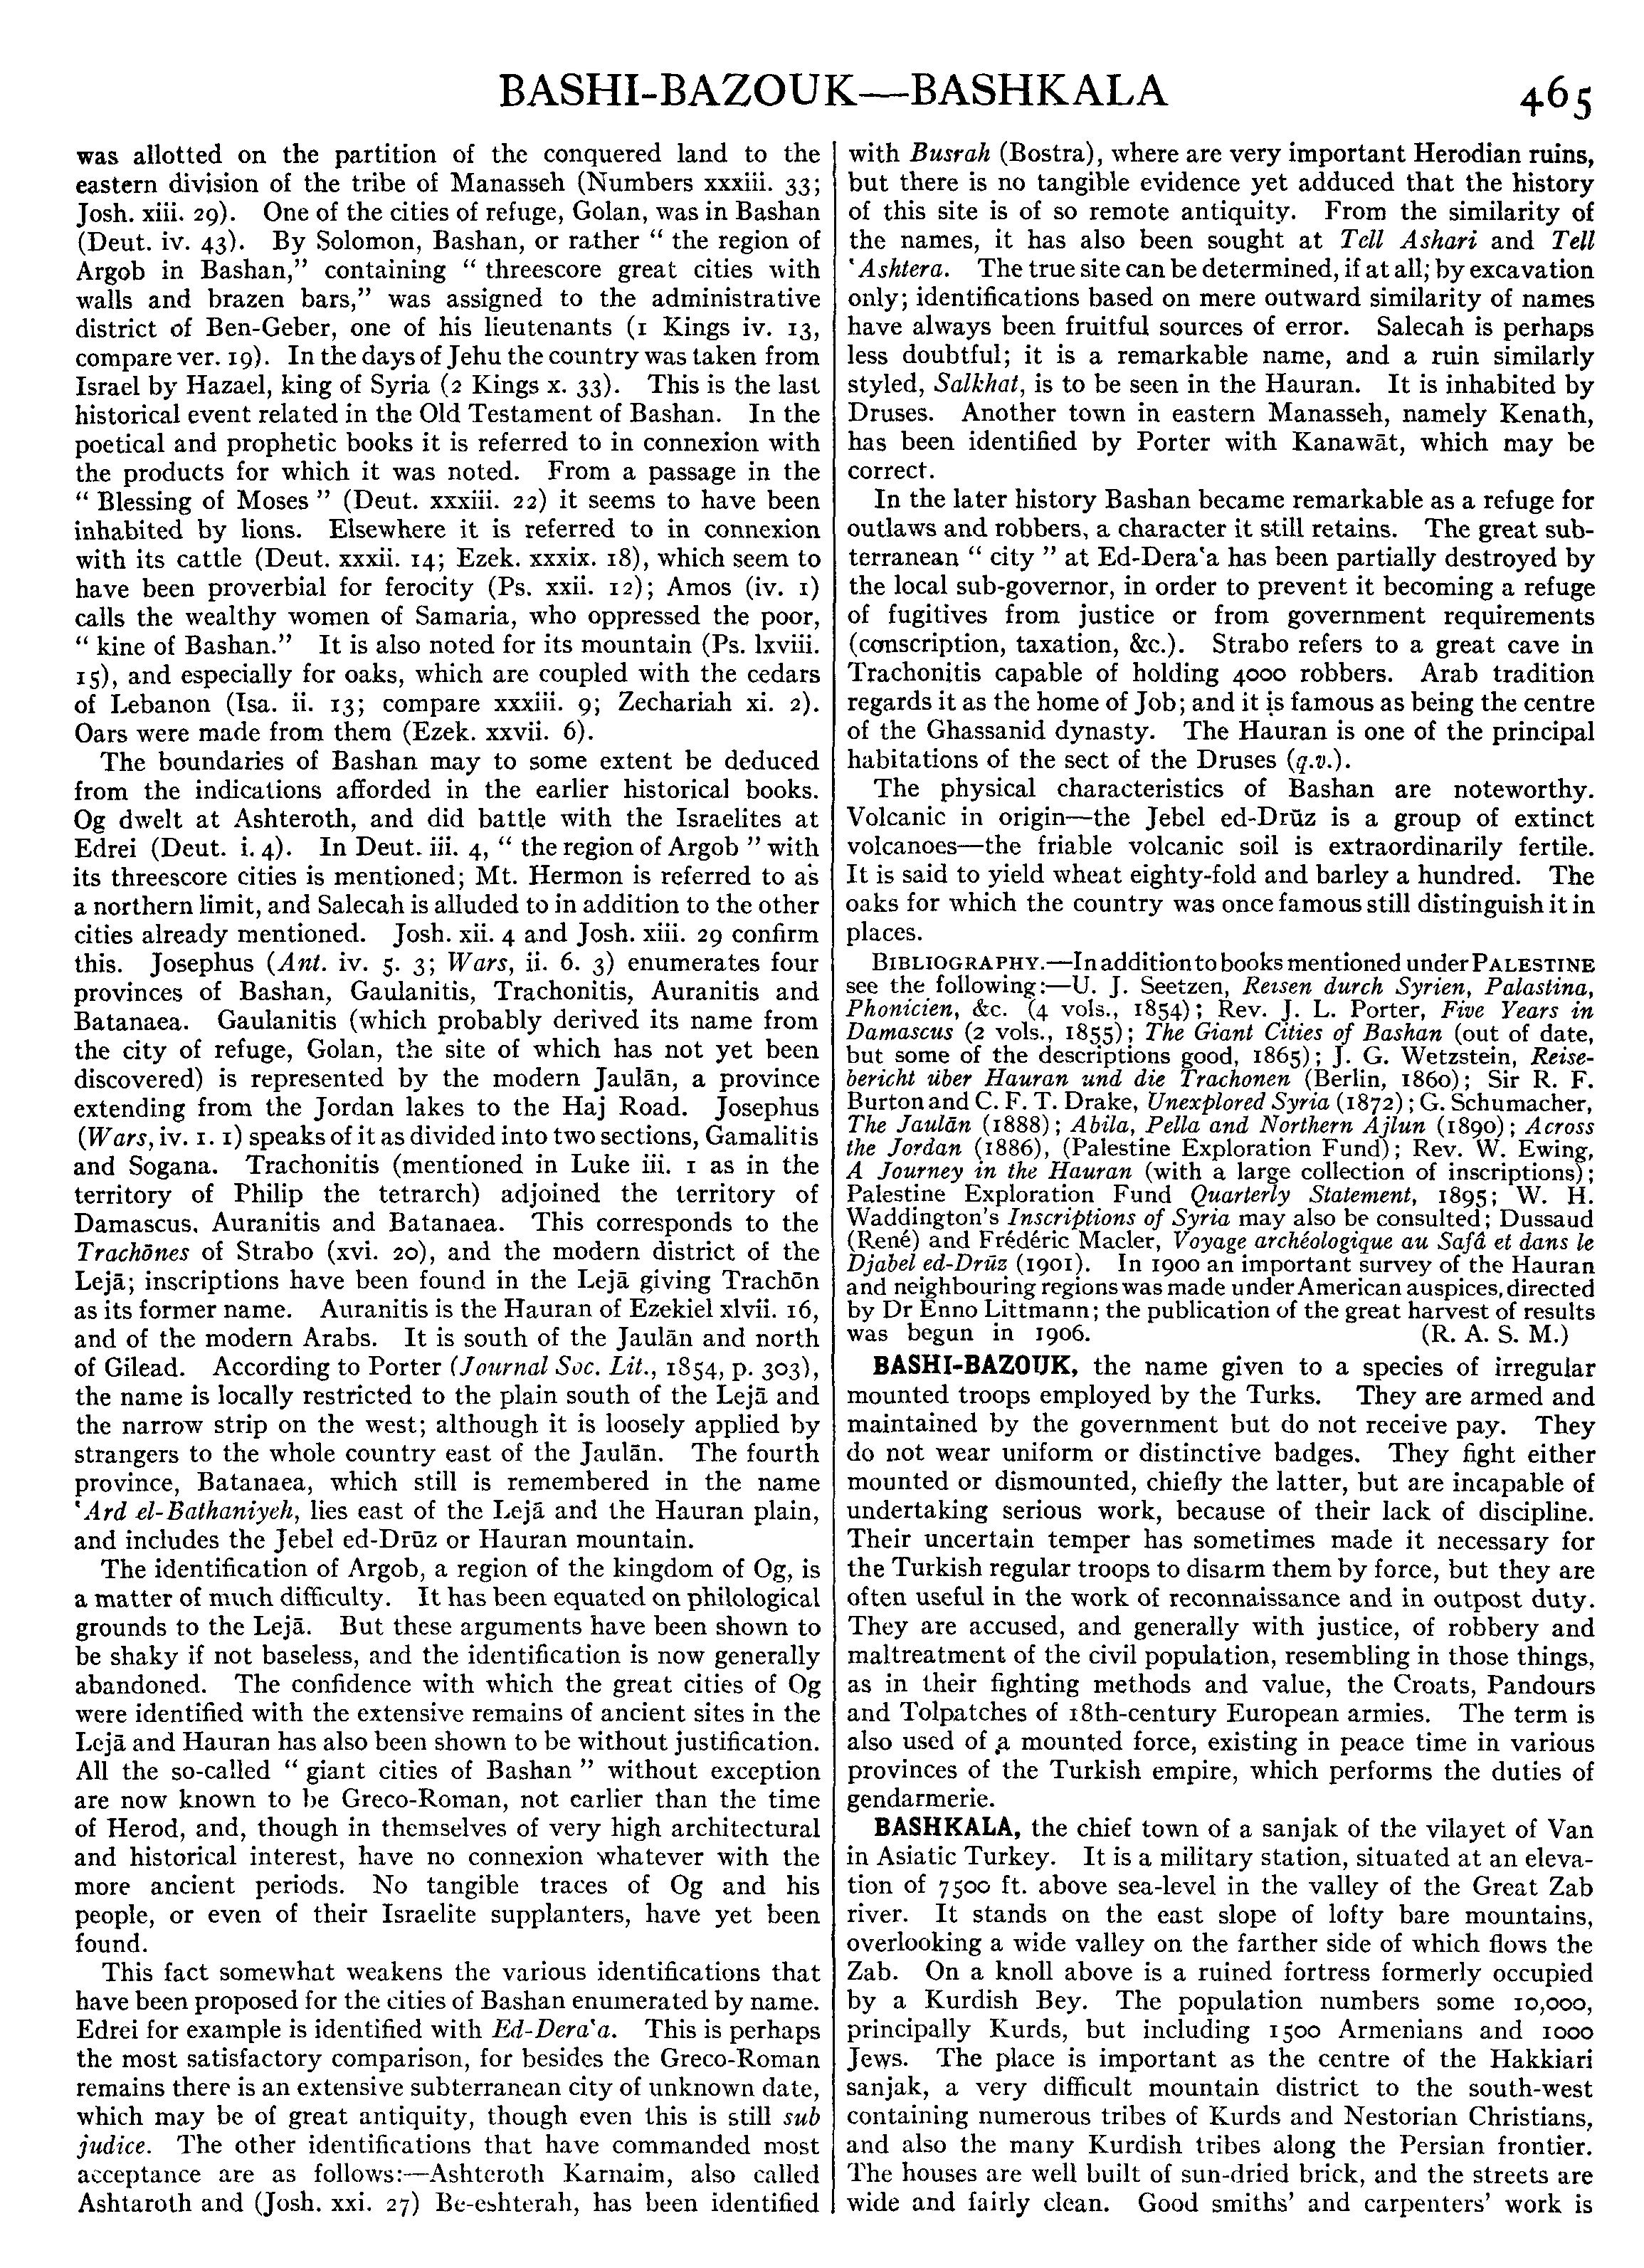 BASHI-BAZOUK—BASHKALA
465
was allotted on the partition of the conquered land to the
eastern division of the tribe of Manasseh (Numbers xxxiii. 33;
Josh. xiii. 29). One of the cities of refuge, Golan, was in Bashan
(Deut. iv. 43). By Solomon, Bashan, or rather “ the region of
Argob in Bashan,” containing “ threescore great cities with
walls and brazen bars,” was assigned to the administrative
district of Ben-Geber, one of his lieutenants (1 Kings iv. 13,
compare ver. 19). In the days of Jehu the country was taken from
Israel by Hazael, king of Syria (2 Kings x. 33). This is the last
historical event related in the Old Testament of Bashan. In the
poetical and prophetic books it is referred to in connexion with
the products for which it was noted. From a passage in the
“ Blessing of Moses ” (Deut. xxxiii. 22) it seems to have been
inhabited by lions. Elsewhere it is referred to in connexion
with its cattle (Deut. xxxii. 14; Ezek. xxxix. 18), which seem to
have been proverbial for ferocity (Ps. xxii. 12); Amos (iv. 1)
calls the wealthy women of Samaria, who oppressed the poor,
“ kine of Bashan.” It is also noted for its mountain (Ps. lxviii.
15), and especially for oaks, which are coupled with the cedars
of Lebanon (Isa. ii. 13; compare xxxiii. 9; Zechariah xi. 2).
Oars were made from them (Ezek. xxvii. 6).
The boundaries of Bashan may to some extent be deduced
from the indications afforded in the earlier historical books.
Og dwelt at Ashteroth, and did battle with the Israelites at
Edrei (Deut. i. 4). In Deut. iii. 4, “ the region of Argob ” with
its threescore cities is mentioned; Mt. Hermon is referred to as
a northern limit, and Salecah is alluded to in addition to the other
cities already mentioned. Josh. xii. 4 and Josh. xiii. 29 confirm
this. Josephus (Ant. iv. 5. 3; Wars, ii. 6. 3) enumerates four
provinces of Bashan, Gaulanitis, Trachonitis, Auranitis and
Batanaea. Gaulanitis (which probably derived its name from
the city of refuge, Golan, the site of which has not yet been
discovered) is represented by the modern Jaulān, a province
extending from the Jordan lakes to the Haj Road. Josephus
(Wars, iv. 1. 1) speaks of it as divided into two sections, Gamalitis
and Sogana. Trachonitis (mentioned in Luke iii. 1 as in the
territory of Philip the tetrarch) adjoined the territory of
Damascus, Auranitis and Batanaea. This corresponds to the
Trachōnes of Strabo (xvi. 20), and the modern district of the
Lejā; inscriptions have been found in the Lejā giving Trachōn
as its former name. Auranitis is the Hauran of Ezekiel xlvii. 16,
and of the modern Arabs. It is south of the Jaulān and north
of Gilead. According to Porter (Journal Soc. Lit., 1854, p. 303),
the name is locally restricted to the plain south of the Lejā and
the narrow strip on the west; although it is loosely applied by
strangers to the whole country east of the Jaulān. The fourth
province, Batanaea, which still is remembered in the name
‘Ard el-Bathaniyeh, lies east of the Lejā and the Hauran plain,
and includes the Jebel ed-Drūz or Hauran mountain.
The identification of Argob, a region of the kingdom of Og, is
a matter of much difficulty. It has been equated on philological
grounds to the Lejā. But these arguments have been shown to
be shaky if not baseless, and the identification is now generally
abandoned. The confidence with which the great cities of Og
were identified with the extensive remains of ancient sites in the
Lejā and Hauran has also been shown to be without justification.
All the so-called “ giant cities of Bashan ” without exception
are now known to be Greco-Roman, not earlier than the time
of Herod, and, though in themselves of very high architectural
and historical interest, have no connexion whatever with the
more ancient periods. No tangible traces of Og and his
people, or even of their Israelite supplanters, have yet been
found.
This fact somewhat weakens the various identifications that
have been proposed for the cities of Bashan enumerated by name.
Edrei for example is identified with Ed-Dera‘a. This is perhaps
the most satisfactory comparison, for besides the Greco-Roman
remains there is an extensive subterranean city of unknown date,
which may be of great antiquity, though even this is still sub
judice. The other identifications that have commanded most
acceptance are as follows:—Ashteroth Karnaim, also called
Ashtaroth and (Josh. xxi. 27) Be-eshterah, has been identified
with Busrah (Bostra), where are very important Herodian ruins,
but there is no tangible evidence yet adduced that the history
of this site is of so remote antiquity. From the similarity of
the names, it has also been sought at Tell Ashari and Tell
‘Ashtera. The true site can be determined, if at all; by excavation
only; identifications based on mere outward similarity of names
have always been fruitful sources of error. Salecah is perhaps
less doubtful; it is a remarkable name, and a ruin similarly
styled, Salkhat, is to be seen in the Hauran. It is inhabited by
Druses. Another town in eastern Manasseh, namely Kenath,
has been identified by Porter with Kanawāt, which may be
correct.
In the later history Bashan became remarkable as a refuge for
outlaws and robbers, a character it still retains. The great sub-
terranean “ city ” at Ed-Dera‘a has been partially destroyed by
the local sub-governor, in order to prevent it becoming a refuge
of fugitives from justice or from government requirements
(conscription, taxation, &c.). Strabo refers to a great cave in
Trachonitis capable of holding 4000 robbers. Arab tradition
regards it as the home of Job; and it is famous as being the centre
of the Ghassanid dynasty. The Hauran is one of the principal
habitations of the sect of the Druses (q.v.).
The physical characteristics of Bashan are noteworthy.
Volcanic in origin—the Jebel ed-Drūz is a group of extinct
volcanoes—the friable volcanic soil is extraordinarily fertile.
It is said to yield wheat eighty-fold and barley a hundred. The
oaks for which the country was once famous still distinguish it in
places.
BIBLIOGRAPHY.—In addition to books mentioned under PALESTINE
see the following:—U. J. Seetzen, Reisen durch Syrien, Palastina,
Phonicien, &c. (4 vols., 1854); Rev. J. L. Porter, Five Years in
Damascus (2 vols., 1855); The Giant Cities of Bashan (out of date,
but some of the descriptions good, 1865); J. G. Wetzstein, Reise-
bericht über Hauran und die Trachonen (Berlin, 1860); Sir R. F.
Burton and C. F. T. Drake, Unexplored Syria (1872); G. Schumacher,
The Jaulān (1888); Abila, Pella and Northern Ajlun (1890); Across
the Jordan (1886), (Palestine Exploration Fund); Rev. W. Ewing,
A Journey in the Hauran (with a large collection of inscriptions);
Palestine Exploration Fund Quarterly Statement, 1895; W. H.
Waddington’s Inscriptions of Syria may also be consulted; Dussaud
(René) and Frédéric Macler, Voyage archéologique au Safâ et dans le
Djabel ed-Drūz (1901). In 1900 an important survey of the Hauran
and neighbouring regions was made under American auspices, directed
by Dr Enno Littmann; the publication of the great harvest of results
was begun in 1906. (R. A. S. M.)
BASHI-BAZOUK, the name given to a species of irregular
mounted troops employed by the Turks. They are armed and
maintained by the government but do not receive pay. They
do not wear uniform or distinctive badges. They fight either
mounted or dismounted, chiefly the latter, but are incapable of
undertaking serious work, because of their lack of discipline.
Their uncertain temper has sometimes made it necessary for
the Turkish regular troops to disarm them by force, but they are
often useful in the work of reconnaissance and in outpost duty.
They are accused, and generally with justice, of robbery and
maltreatment of the civil population, resembling in those things,
as in their fighting methods and value, the Croats, Pandours
and Tolpatches of 18th-century European armies. The term is
also used of a mounted force, existing in peace time in various
provinces of the Turkish empire, which performs the duties of
gendarmerie.
BASHKALA, the chief town of a sanjak of the vilayet of Van
in Asiatic Turkey. It is a military station, situated at an eleva-
tion of 7500 ft. above sea-level in the valley of the Great Zab
river. It stands on the east slope of lofty bare mountains,
overlooking a wide valley on the farther side of which flows the
Zab. On a knoll above is a ruined fortress formerly occupied
by a Kurdish Bey. The population numbers some 10,000,
principally Kurds, but including 1500 Armenians and 1000
Jews. The place is important as the centre of the Hakkiari
sanjak, a very difficult mountain district to the south-west
containing numerous tribes of Kurds and Nestorian Christians,
and also the many Kurdish tribes along the Persian frontier.
The houses are well built of sun-dried brick, and the streets are
wide and fairly clean. Good smiths’ and carpenters’ work is